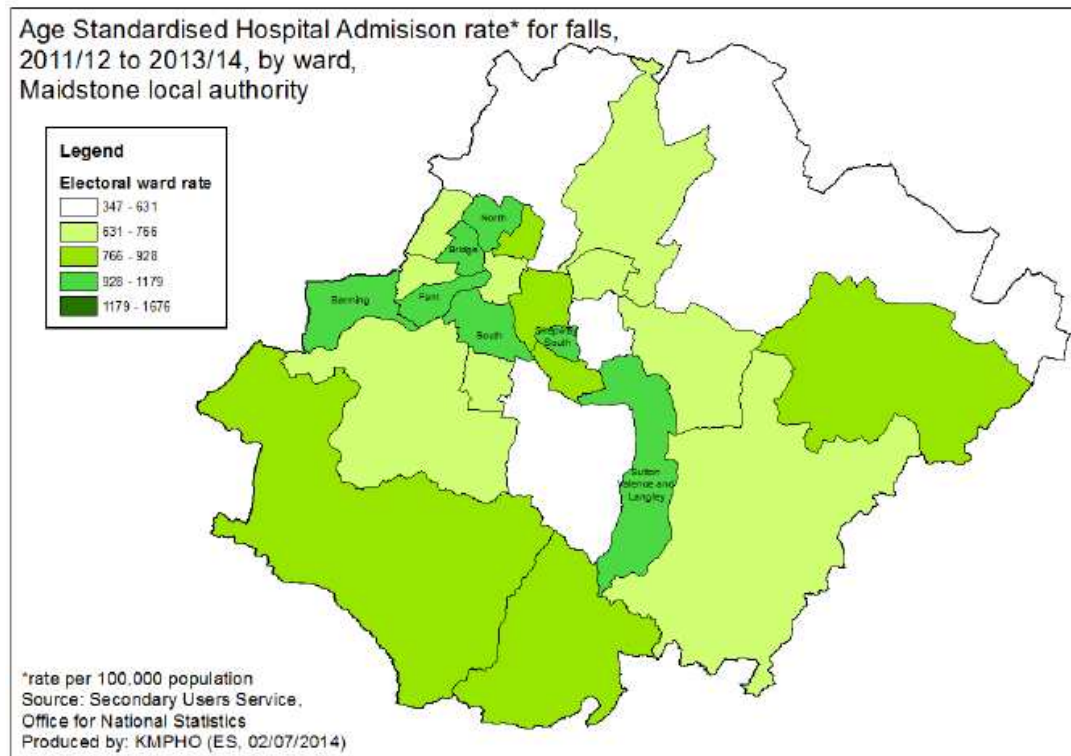 Age Standardised Hospital Admisison rate* for falls,
2011/12 to 2013/14, by ward,
Maidstone local authority
Legend
Electoral ward rate
347 - 631
631 - 766
766 - 928
928 - 1179
1179 - 1676
North
Bridge
Fant
South
South
Sutton
Valence and
Langley
*rate per 100,000 population
Source: Secondary Users Service,
Office for National Statistics
Produced by: KMPHO (ES, 02/07/2014)